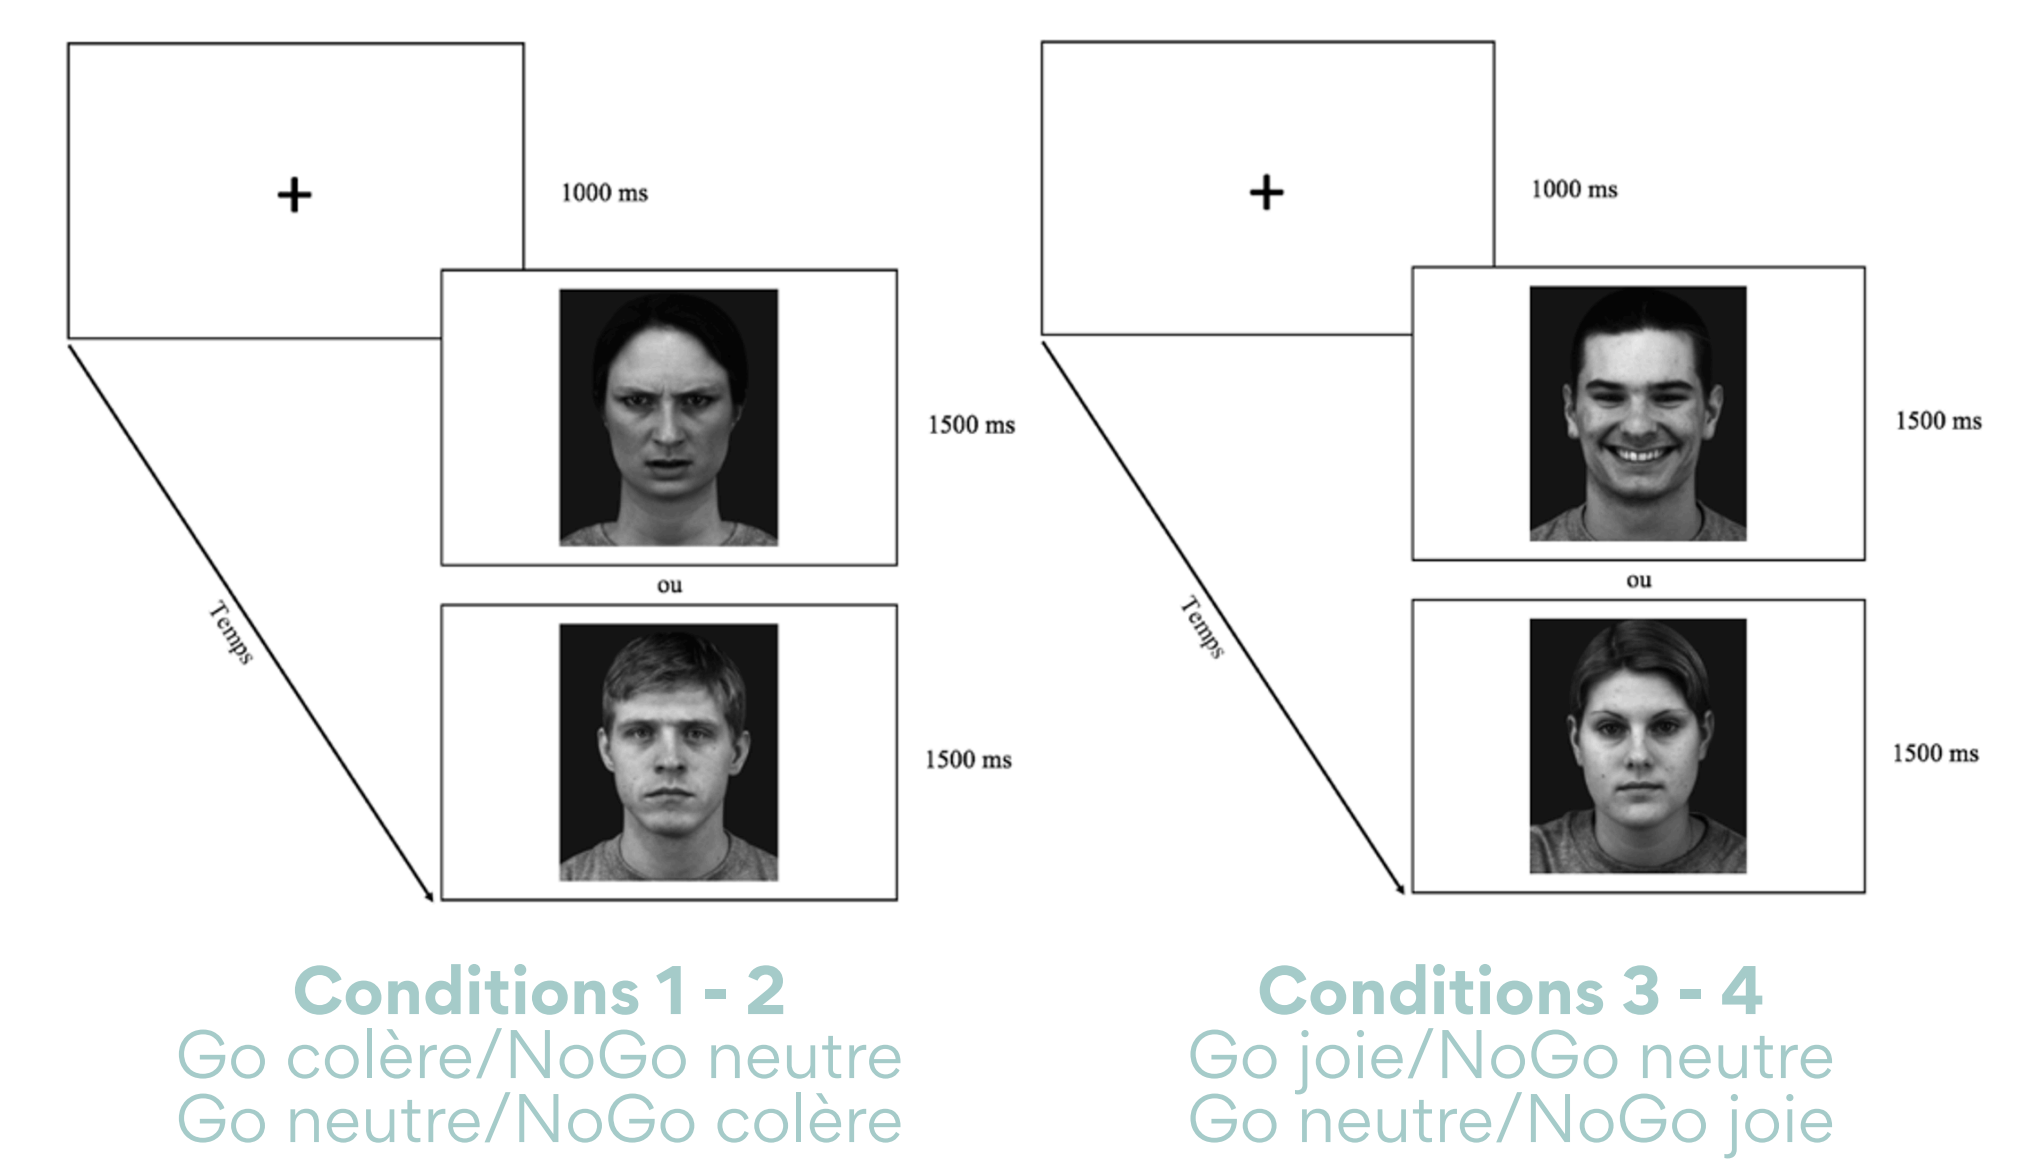 1000 ms
1500 ms
ou
1500 ms
Temps
Conditions 1 - 2
Go colère/NoGo neutre
Go neutre/NoGo colère
1000 ms
1500 ms
ou
1500 ms
Temps
Conditions 3 - 4
Go joie/NoGo neutre
Go neutre/NoGo joie